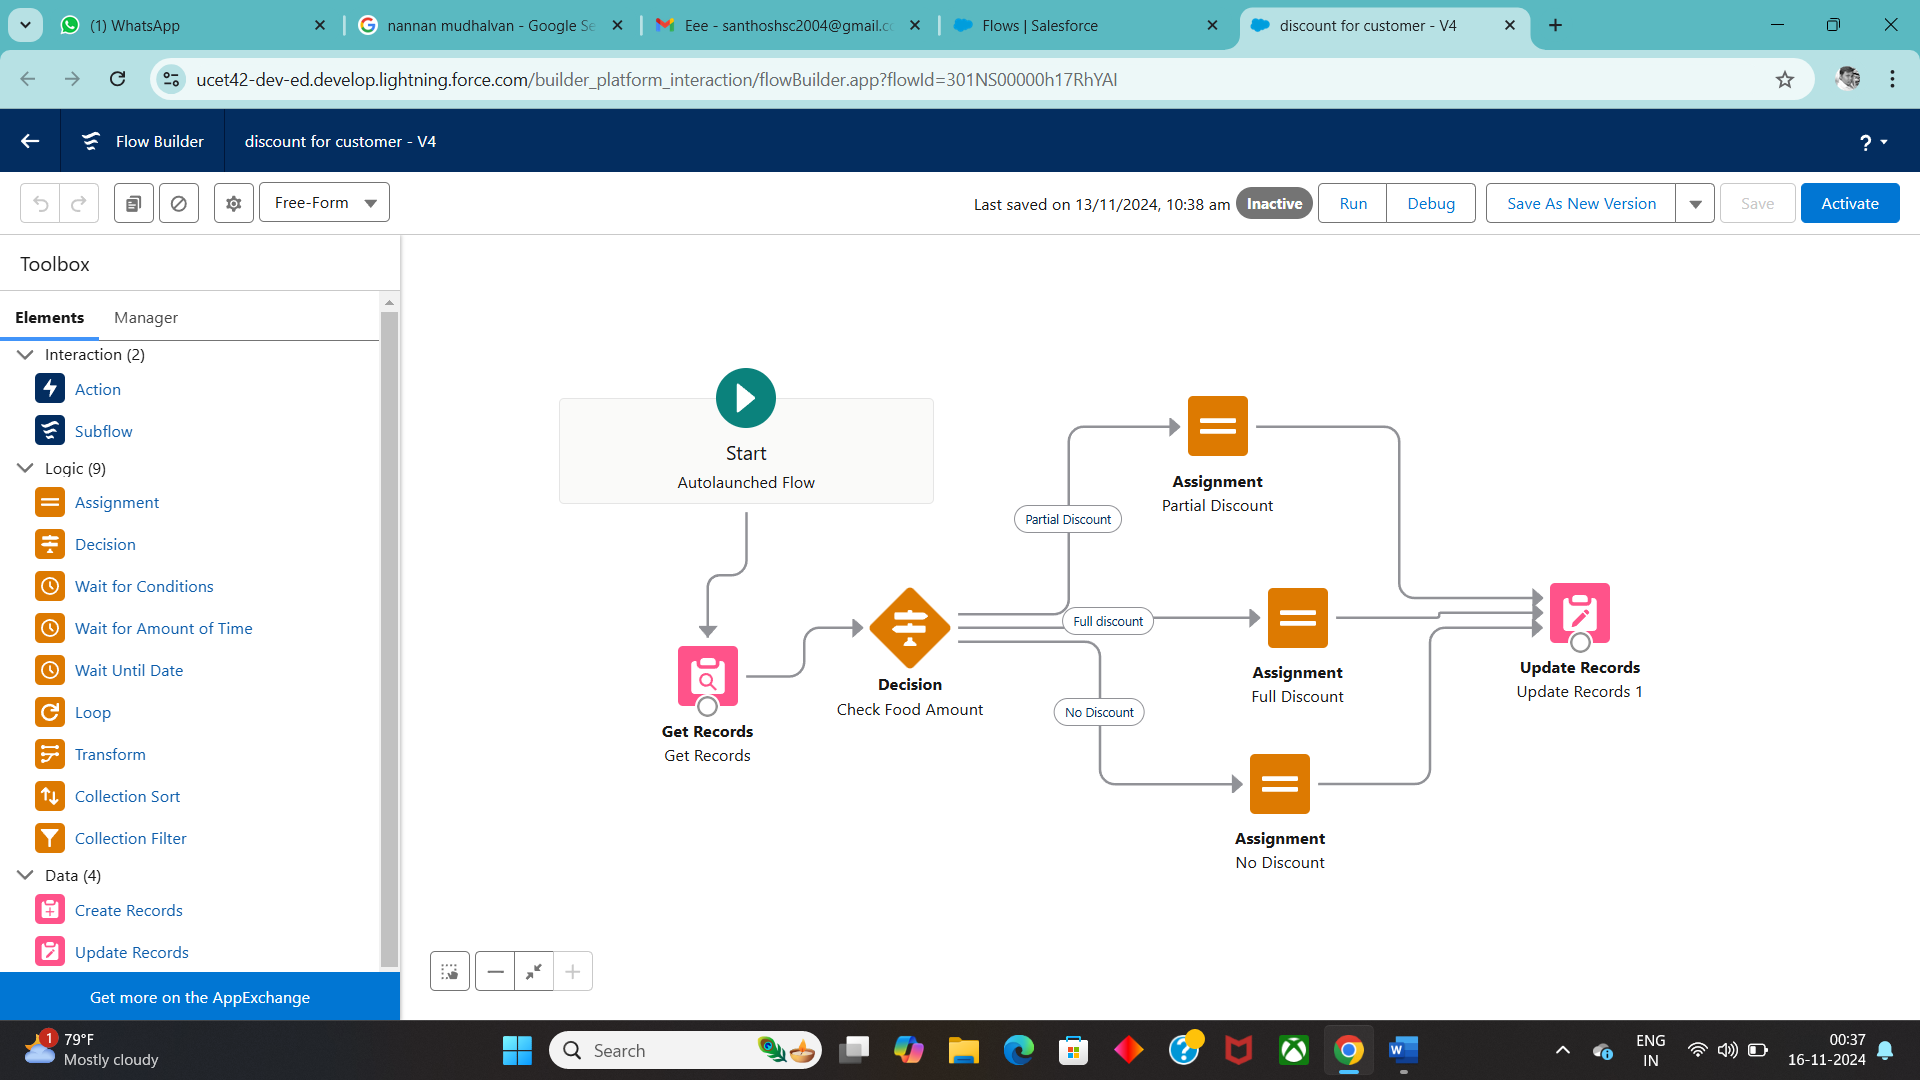 (1) WhatsApp
nannan mudhalvan - Google Se
Eee - santhoshsc2004@gmail.c
Flows | Salesforce
discount for customer - V4
ucet42-dev-ed.develop.lightning.force.com/builder_platform_interaction/flowBuilder.app?flowId=301NS00000h17RhYAI
Flow Builder
discount for customer - V4
?
Free-Form
Last saved on 13/11/2024, 10:38 am
Inactive
Run
Debug
Save As New Version
Save
Activate
Toolbox
Elements
Manager
Interaction (2)
Action
Subflow
Logic (9)
Assignment
Decision
Wait for Conditions
Wait for Amount of Time
Wait Until Date
Loop
Transform
Collection Sort
Collection Filter
Data (4)
Create Records
Update Records
Get more on the AppExchange
Start
Autolaunched Flow
Get Records
Get Records
Decision
Check Food Amount
Partial Discount
Full discount
No Discount
Assignment
Partial Discount
Assignment
Full Discount
Assignment
No Discount
Update Records
Update Records 1
1
79°F
Mostly cloudy
Search
ENG
IN
00:37
16-11-2024